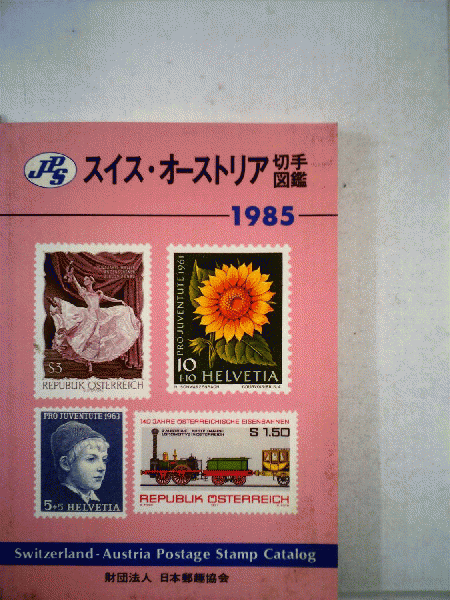 JPS
スイス・オーストリア切手図鑑
1985
S3
REPUBLIK ÖSTERREICH
PRO JUVENTUTE 1961
10
+10 HELVETIA
PRO JUVENTUTE 1963
5+5 HELVETIA
140 JAHRE ÖSTERREICHISCHE EISENBAHNEN
S 1.50
REPUBLIK ÖSTERREICH
Switzerland-Austria Postage Stamp Catalog
財団法人 日本郵趣協会